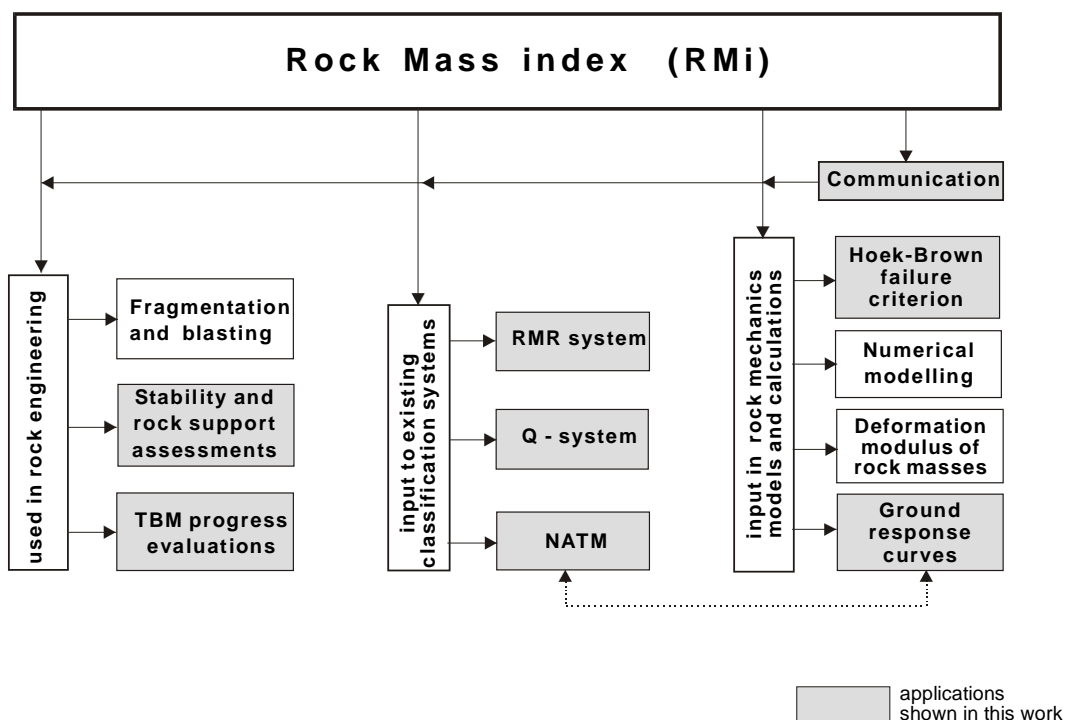 Rock Mass index (RMi)
Communication
used in rock engineering
Fragmentation
and blasting
Stability and
rock support
assessments
TBM progress
evaluations
input to existing
classification systems
RMR system
Q - system
NATM
input in rock mechanics
models and calculations
Hoek-Brown
failure
criterion
Numerical
modelling
Deformation
modulus of
rock masses
Ground
response
curves
applications
shown in this work